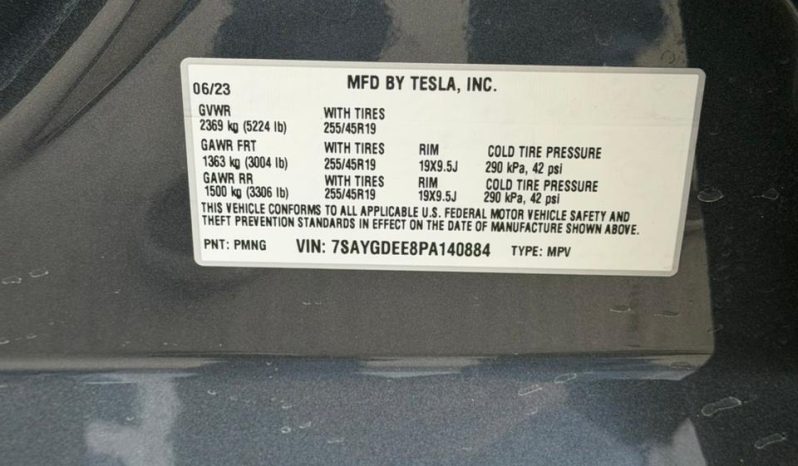 06/23 MFD BY TESLA, INC.
GVWR WITH TIRES
2369 kg (5224 lb) 255/45R19
GAWR FRT WITH TIRES RIM COLD TIRE PRESSURE
1363 kg (3004 lb) 255/45R19 19X9.5J 290 kPa, 42 psi
GAWR RR WITH TIRES RIM COLD TIRE PRESSURE
1500 kg (3306 lb) 255/45R19 19X9.5J 290 kPa, 42 psi
THIS VEHICLE CONFORMS TO ALL APPLICABLE U.S. FEDERAL MOTOR VEHICLE SAFETY AND
THEFT PREVENTION STANDARDS IN EFFECT ON THE DATE OF MANUFACTURE SHOWN ABOVE.
PNT: PMNG VIN: 7SAYGDEE8PA140884 TYPE: MPV